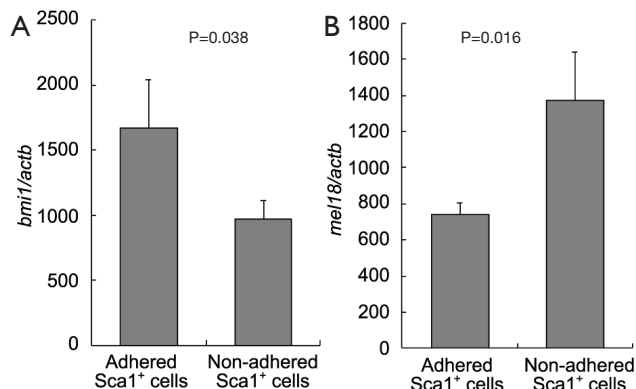 A
P=0.038
2500
2000
1500
1000
500
0
bmi1/actb
Adhered
Sca1⁺ cells
Non-adhered
Sca1⁺ cells
B
P=0.016
1800
1600
1400
1200
1000
800
600
400
200
0
mel18/actb
Adhered
Sca1⁺ cells
Non-adhered
Sca1⁺ cells